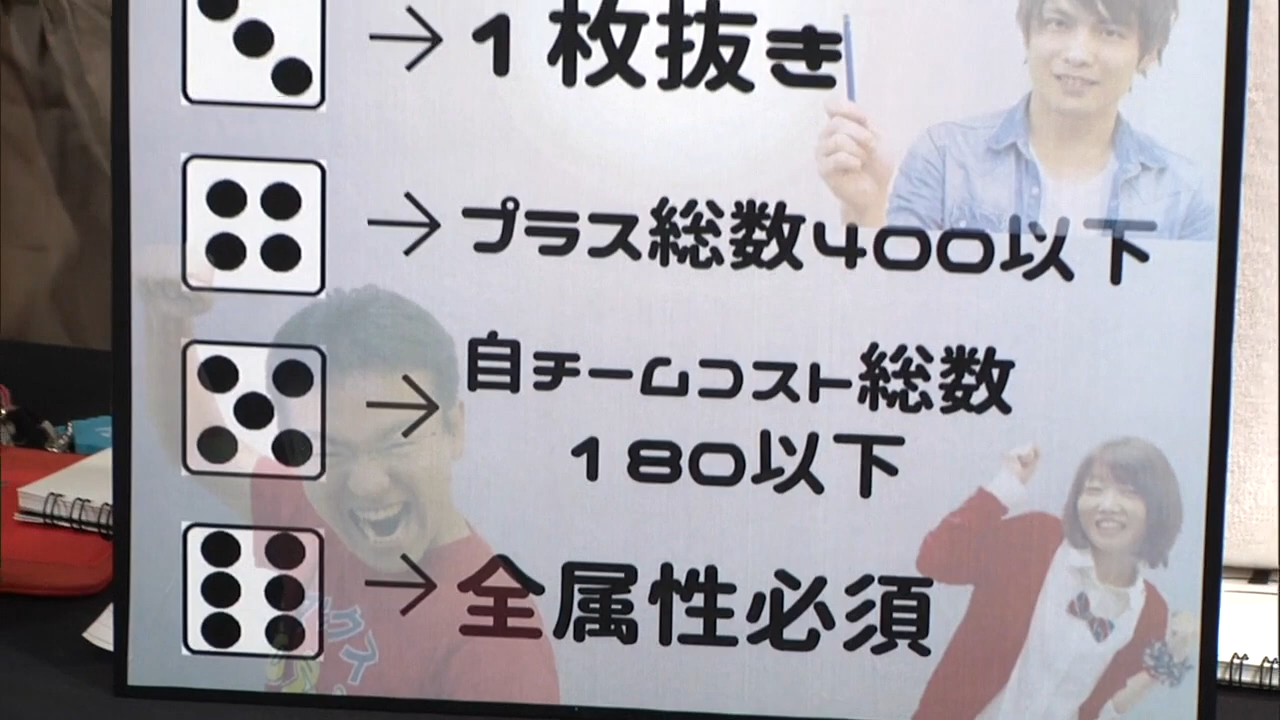 →1枚抜き
→プラス総数400以下
→自チームコスト総数
180以下
→全属性必須